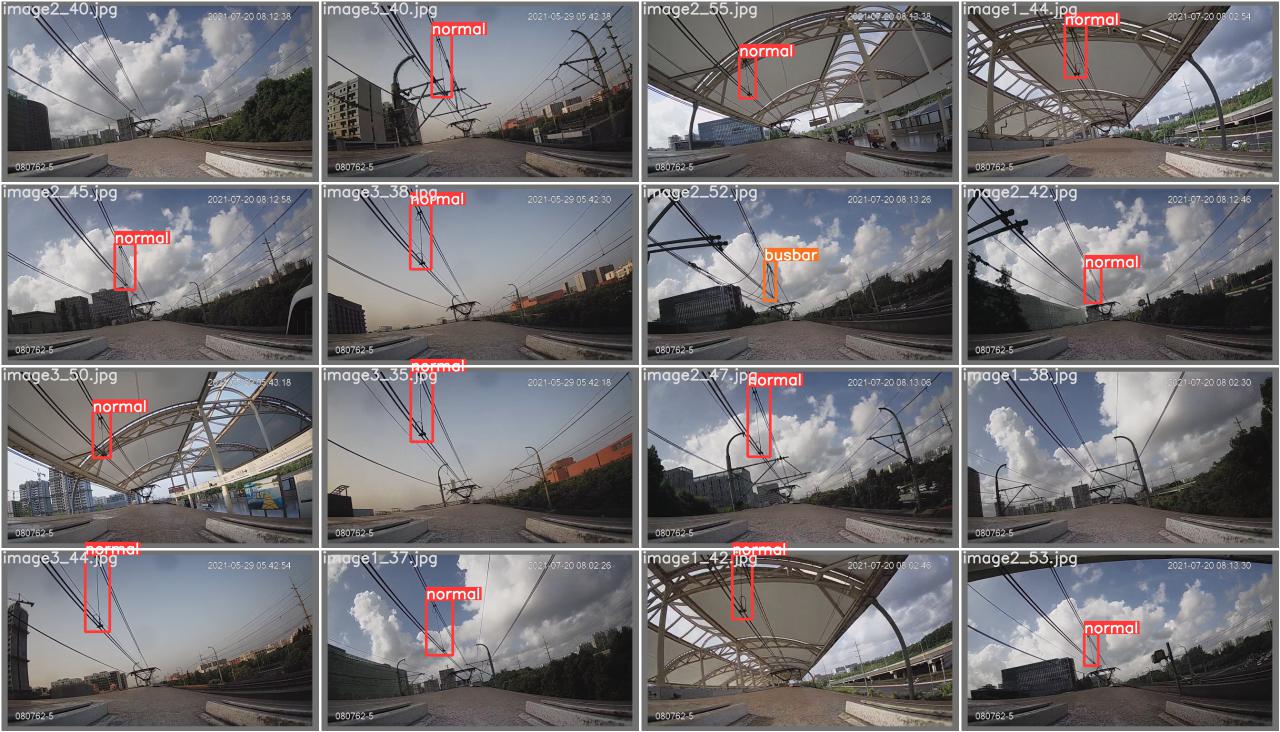 image2_40.jpg
2021-07-20 08:12:38
080762-5
image3_40.jpg
normal
2021-05-29 05:42:38
080762-5
image2_55.jpg
normal
2021-07-20 08:13:38
080762-5
image1_44.jpg
normal
2021-07-20 08:02:54
080762-5
image2_45.jpg
normal
2021-07-20 08:12:58
080762-5
image3_38.jpg
normal
2021-05-29 05:42:30
080762-5
image2_52.jpg
busbar
2021-07-20 08:13:26
080762-5
image2_42.jpg
normal
2021-07-20 08:12:46
080762-5
image3_50.jpg
normal
05:43:18
080762-5
image3_35.jpg
normal
2021-05-29 05:42:18
080762-5
image2_47.jpg
normal
2021-07-20 08:13:06
080762-5
image1_38.jpg
2021-07-20 08:02:30
080762-5
image3_44.jpg
normal
2021-05-29 05:42:54
080762-5
image1_37.jpg
normal
2021-07-20 08:02:26
080762-5
image1_42.jpg
normal
2021-07-20 08:02:46
080762-5
image2_53.jpg
normal
2021-07-20 08:13:30
080762-5